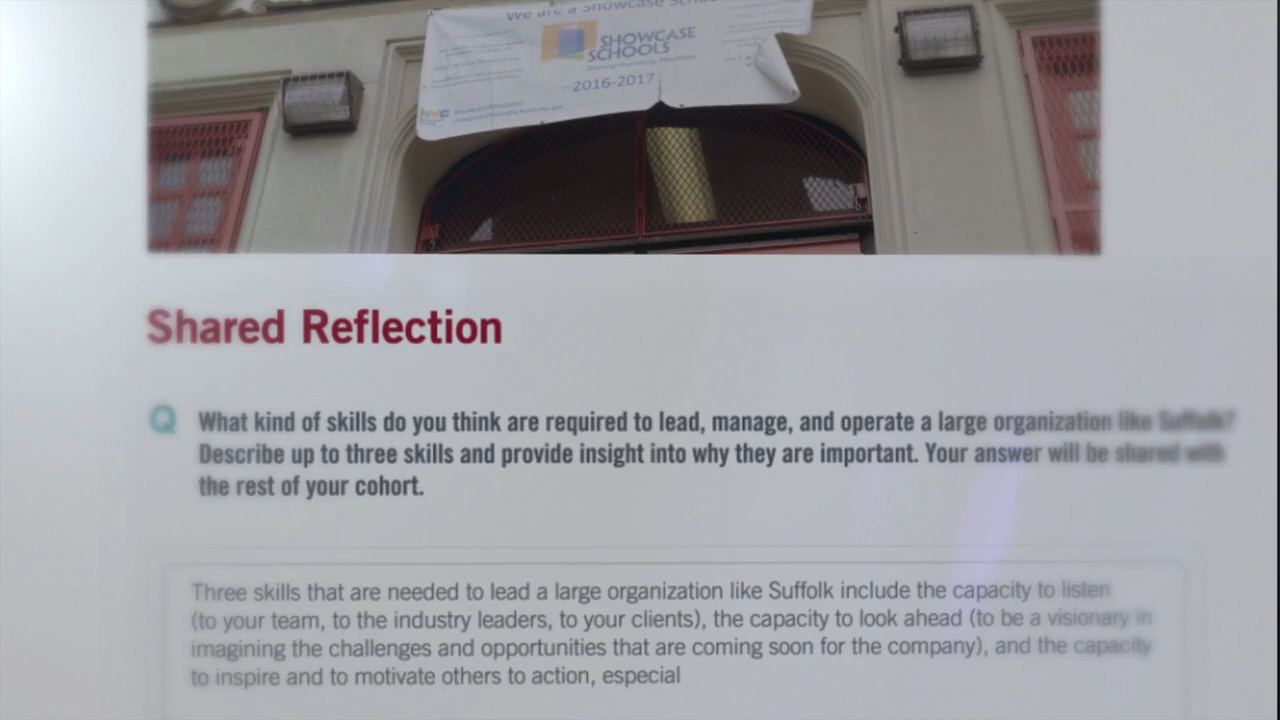 We are a Showcase School
SHOWCASE
SCHOOLS
2016-2017
NYC
Shared Reflection
Q What kind of skills do you think are required to lead, manage, and operate a large organization like Suffolk?
Describe up to three skills and provide insight into why they are important. Your answer will be shared with
the rest of your cohort.
Three skills that are needed to lead a large organization like Suffolk include the capacity to listen
(to your team, to the industry leaders, to your clients), the capacity to look ahead (to be a visionary in
imagining the challenges and opportunities that are coming soon for the company), and the capacity
to inspire and to motivate others to action, especial